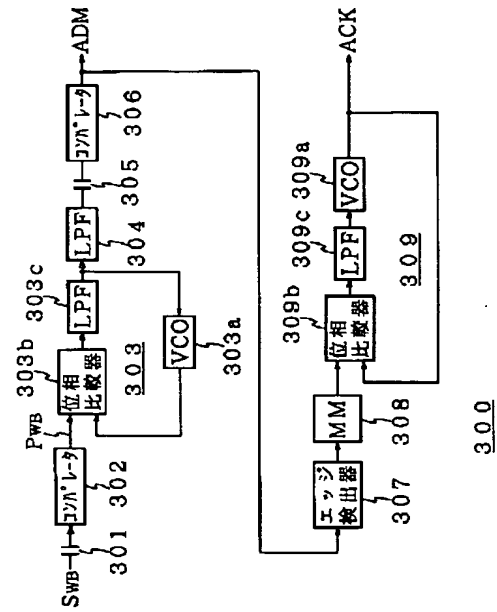 SWB
301
コンパレータ
302
PWB
位相
比較器
303b
LPF
303c
303
VCO
303a
LPF
304
305
コンパレータ
306
ADM
エッジ
検出器
307
MM
308
位相
比較器
309b
LPF
309c
VCO
309a
309
ACK
300